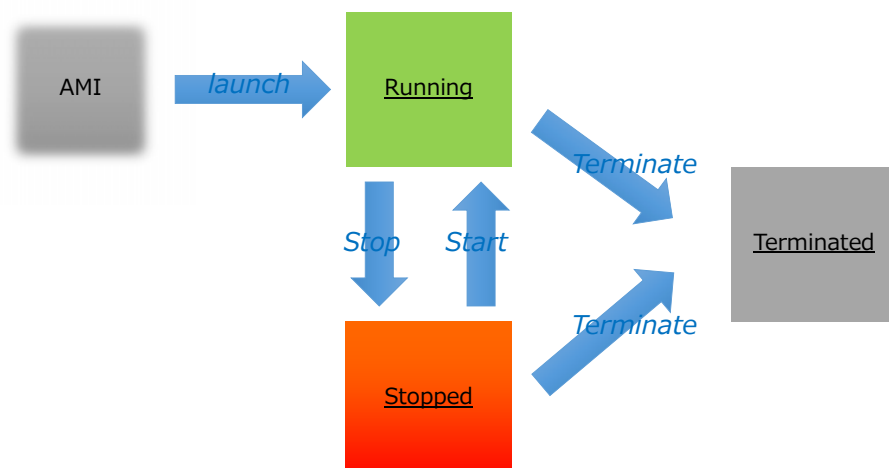 AMI
launch
Running
Terminate
Stop
Start
Terminated
Terminate
Stopped